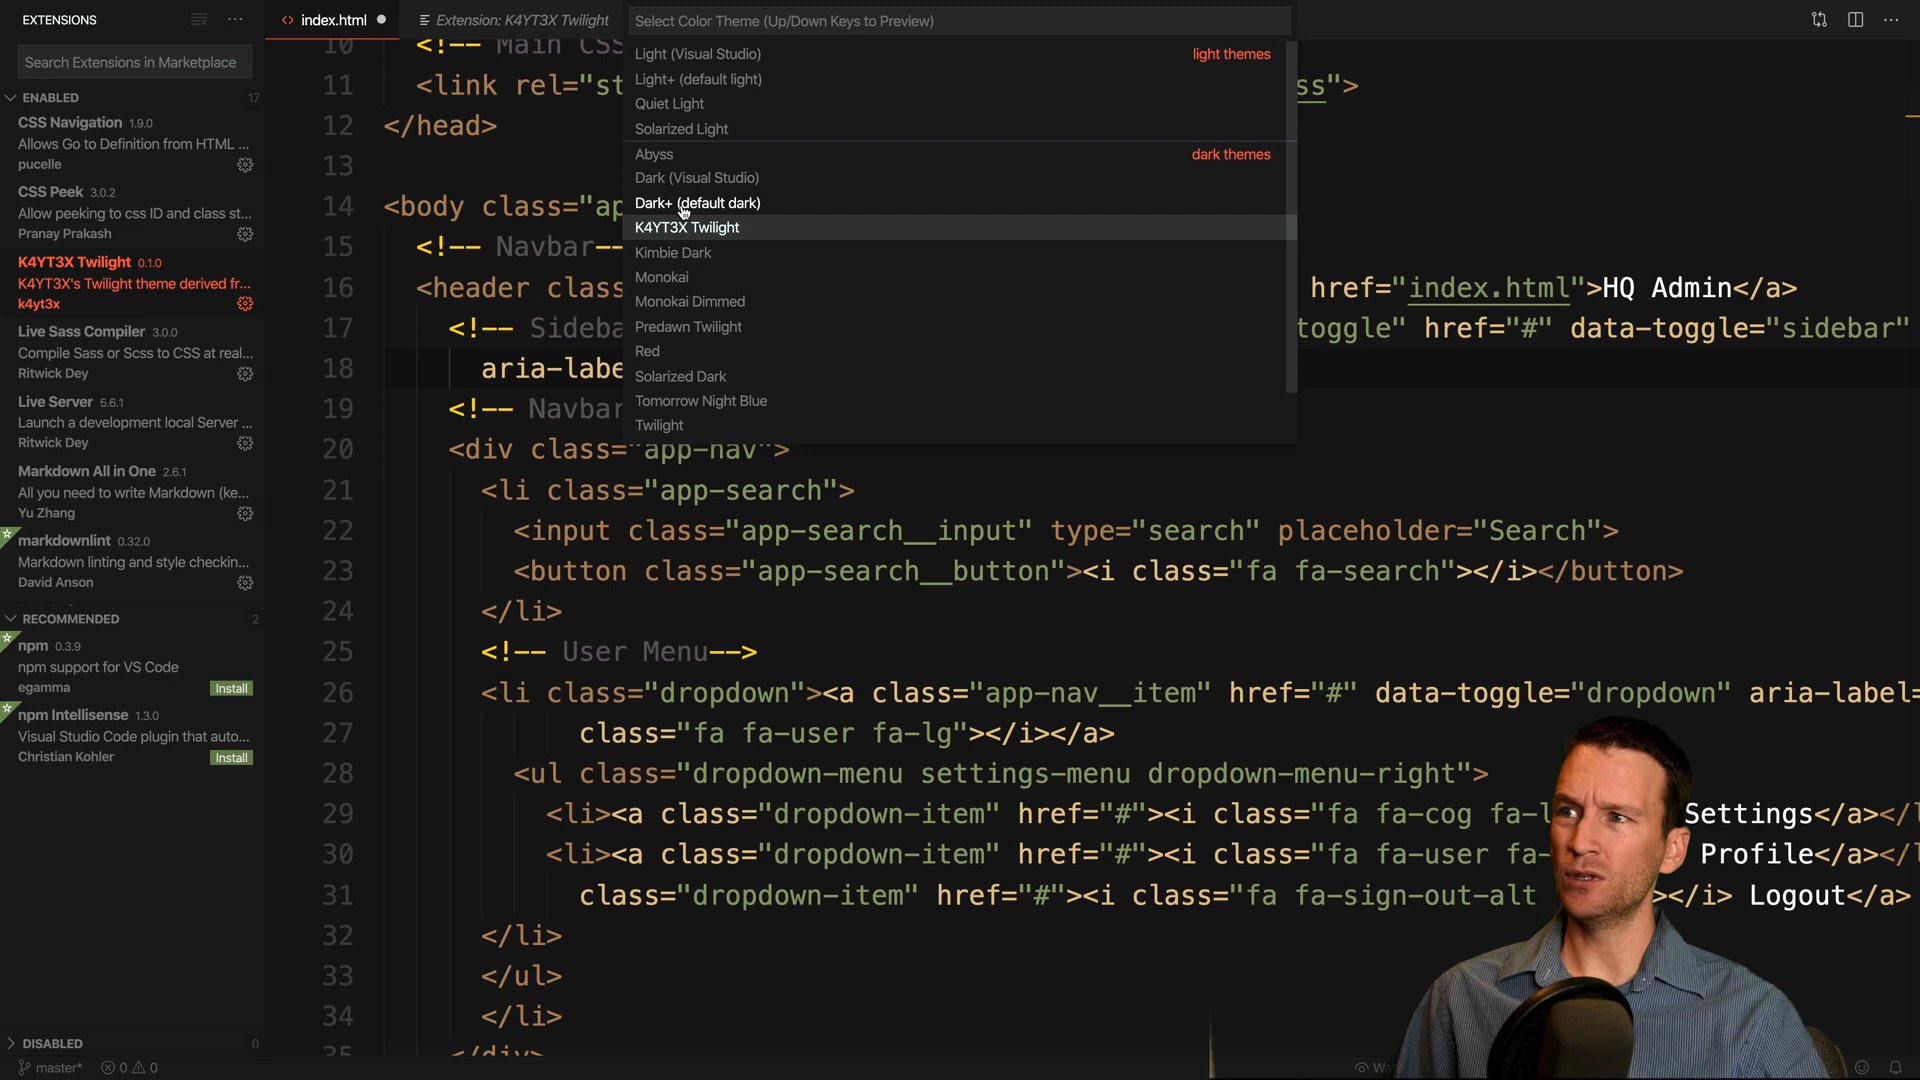 EXTENSIONS
Search Extensions in Marketplace
ENABLED 17
CSS Navigation 1.9.0
Allows Go to Definition from HTML ...
pucelle
CSS Peek 3.0.2
Allow peeking to css ID and class st...
Pranay Prakash
K4YT3X Twilight 0.1.0
K4YT3X's Twilight theme derived fr...
k4yt3x
Live Sass Compiler 3.0.0
Compile Sass or Scss to CSS at real...
Ritwick Dey
Live Server 5.6.1
Launch a development local Server ...
Ritwick Dey
Markdown All in One 2.6.1
All you need to write Markdown (ke...
Yu Zhang
markdownlint 0.32.0
Markdown linting and style checkin...
David Anson
RECOMMENDED 2
npm 0.3.9
npm support for VS Code
egamma Install
npm Intellisense 1.3.0
Visual Studio Code plugin that auto...
Christian Kohler Install
DISABLED 0
master* 0 0
index.html Extension: K4YT3X Twilight
Select Color Theme (Up/Down Keys to Preview)
Light (Visual Studio) light themes
Light+ (default light)
Quiet Light
Solarized Light
Abyss dark themes
Dark (Visual Studio)
Dark+ (default dark)
K4YT3X Twilight
Kimbie Dark
Monokai
Monokai Dimmed
Predawn Twilight
Red
Solarized Dark
Tomorrow Night Blue
Twilight
10 <!-- Main CSS
11 <link rel="st ss">
12 </head>
13
14 <body class="ap
15 <!-- Navbar--
16 <header class href="index.html">HQ Admin</a>
17 <!-- Sideba toggle" href="#" data-toggle="sidebar"
18 aria-labe
19 <!-- Navbar
20 <div class="app-nav">
21 <li class="app-search">
22 <input class="app-search__input" type="search" placeholder="Search">
23 <button class="app-search__button"><i class="fa fa-search"></i></button>
24 </li>
25 <!-- User Menu-->
26 <li class="dropdown"><a class="app-nav__item" href="#" data-toggle="dropdown" aria-label=
27 class="fa fa-user fa-lg"></i></a>
28 <ul class="dropdown-menu settings-menu dropdown-menu-right">
29 <li><a class="dropdown-item" href="#"><i class="fa fa-cog fa-l Settings</a></l
30 <li><a class="dropdown-item" href="#"><i class="fa fa-user fa- Profile</a></l
31 class="dropdown-item" href="#"><i class="fa fa-sign-out-alt ></i> Logout</a>
32 </li>
33 </ul>
34 </li>
35 </div>